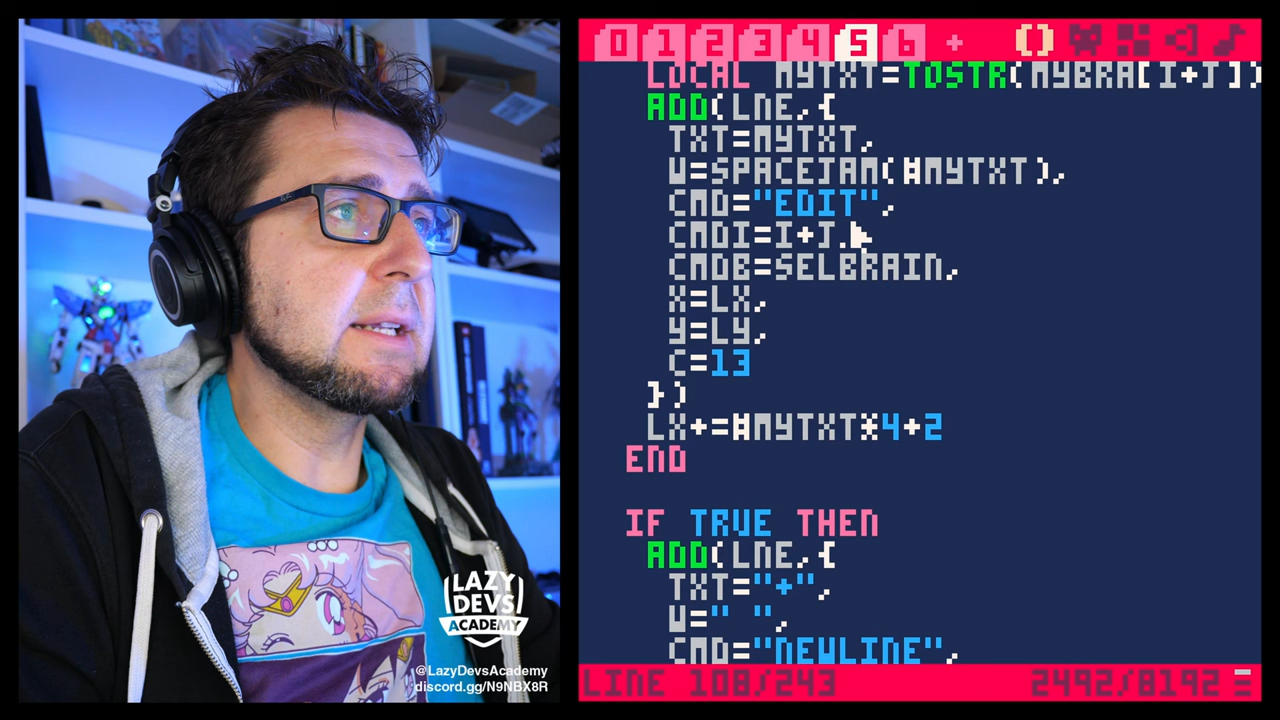 0 1 2 3 4 5 6 +
LOCAL MYTXT=TOSTR(MYBRA[I+J])
ADD(LNE,{
TXT=MYTXT,
W=SPACEJAM(#MYTXT),
CMD="EDIT",
CMDI=I+J,
CMDB=SELBRAIN,
X=LX,
Y=LY,
C=13
})
LX+=#MYTXT*4+2
END
IF TRUE THEN
ADD(LNE,{
TXT="+",
W=" ",
CMD="NEWLINE",
LINE 108/243
2492/8192
LAZY
DEVS
ACADEMY
@LazyDevsAcademy
discord.gg/N9NBX8R